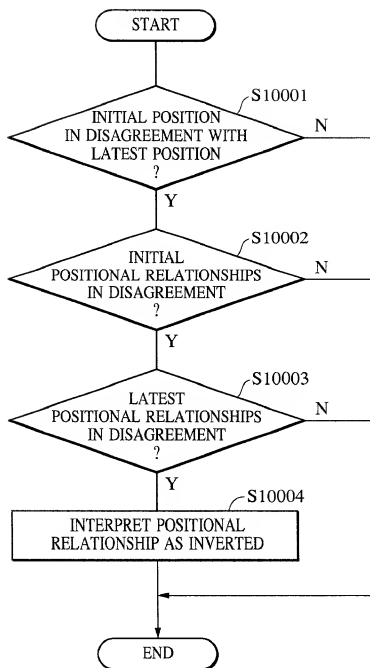 START
S10001
INITIAL POSITION
IN DISAGREEMENT WITH
LATEST POSITION
?
N
Y
S10002
INITIAL
POSITIONAL RELATIONSHIPS
IN DISAGREEMENT
?
N
Y
S10003
LATEST
POSITIONAL RELATIONSHIPS
IN DISAGREEMENT
?
N
Y
S10004
INTERPRET POSITIONAL
RELATIONSHIP AS INVERTED
END